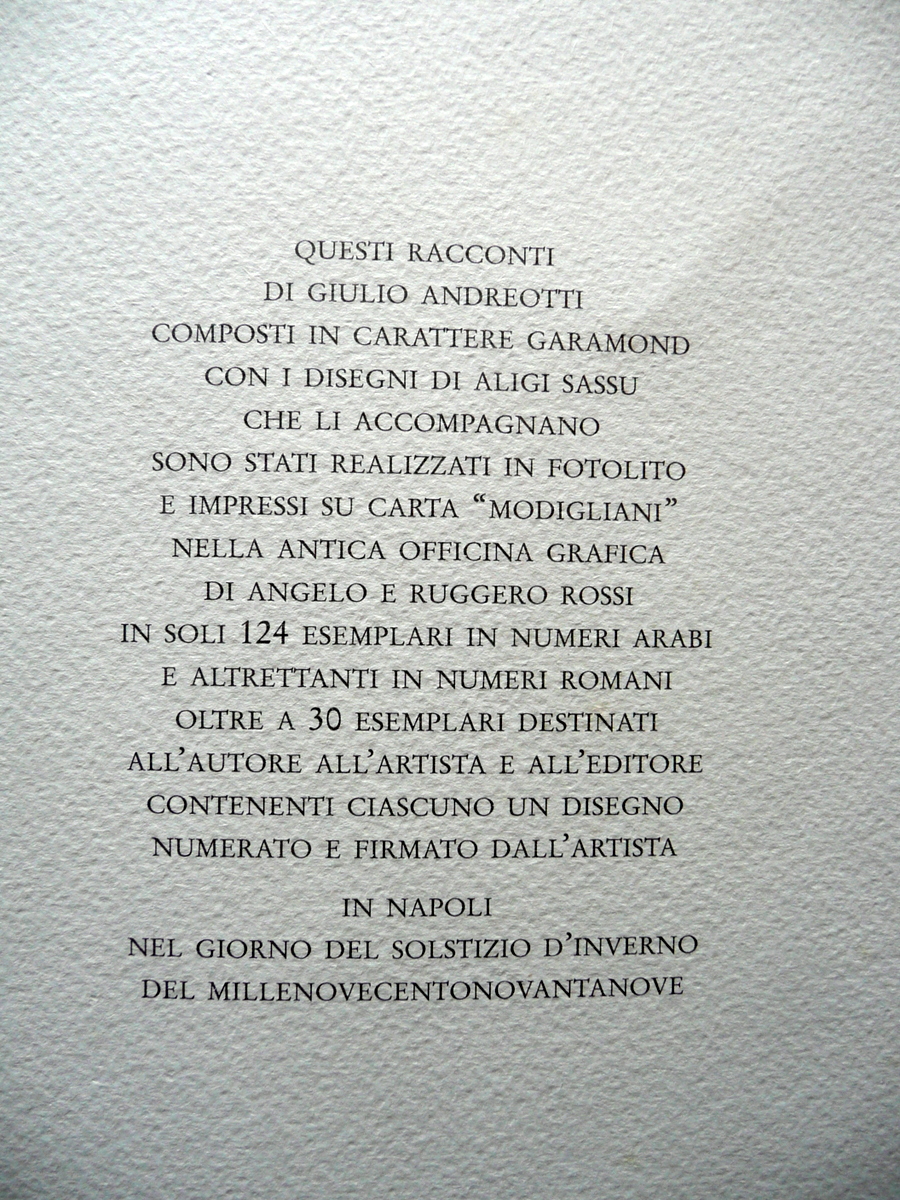 QUESTI RACCONTI
DI GIULIO ANDREOTTI
COMPOSTI IN CARATTERE GARAMOND
CON I DISEGNI DI ALIGI SASSU
CHE LI ACCOMPAGNANO
SONO STATI REALIZZATI IN FOTOLITO
E IMPRESSI SU CARTA “MODIGLIANI”
NELLA ANTICA OFFICINA GRAFICA
DI ANGELO E RUGGERO ROSSI
IN SOLI 124 ESEMPLARI IN NUMERI ARABI
E ALTRETTANTI IN NUMERI ROMANI
OLTRE A 30 ESEMPLARI DESTINATI
ALL’AUTORE ALL’ARTISTA E ALL’EDITORE
CONTENENTI CIASCUNO UN DISEGNO
NUMERATO E FIRMATO DALL’ARTISTA
IN NAPOLI
NEL GIORNO DEL SOLSTIZIO D’INVERNO
DEL MILLENOVECENTONOVANTANOVE